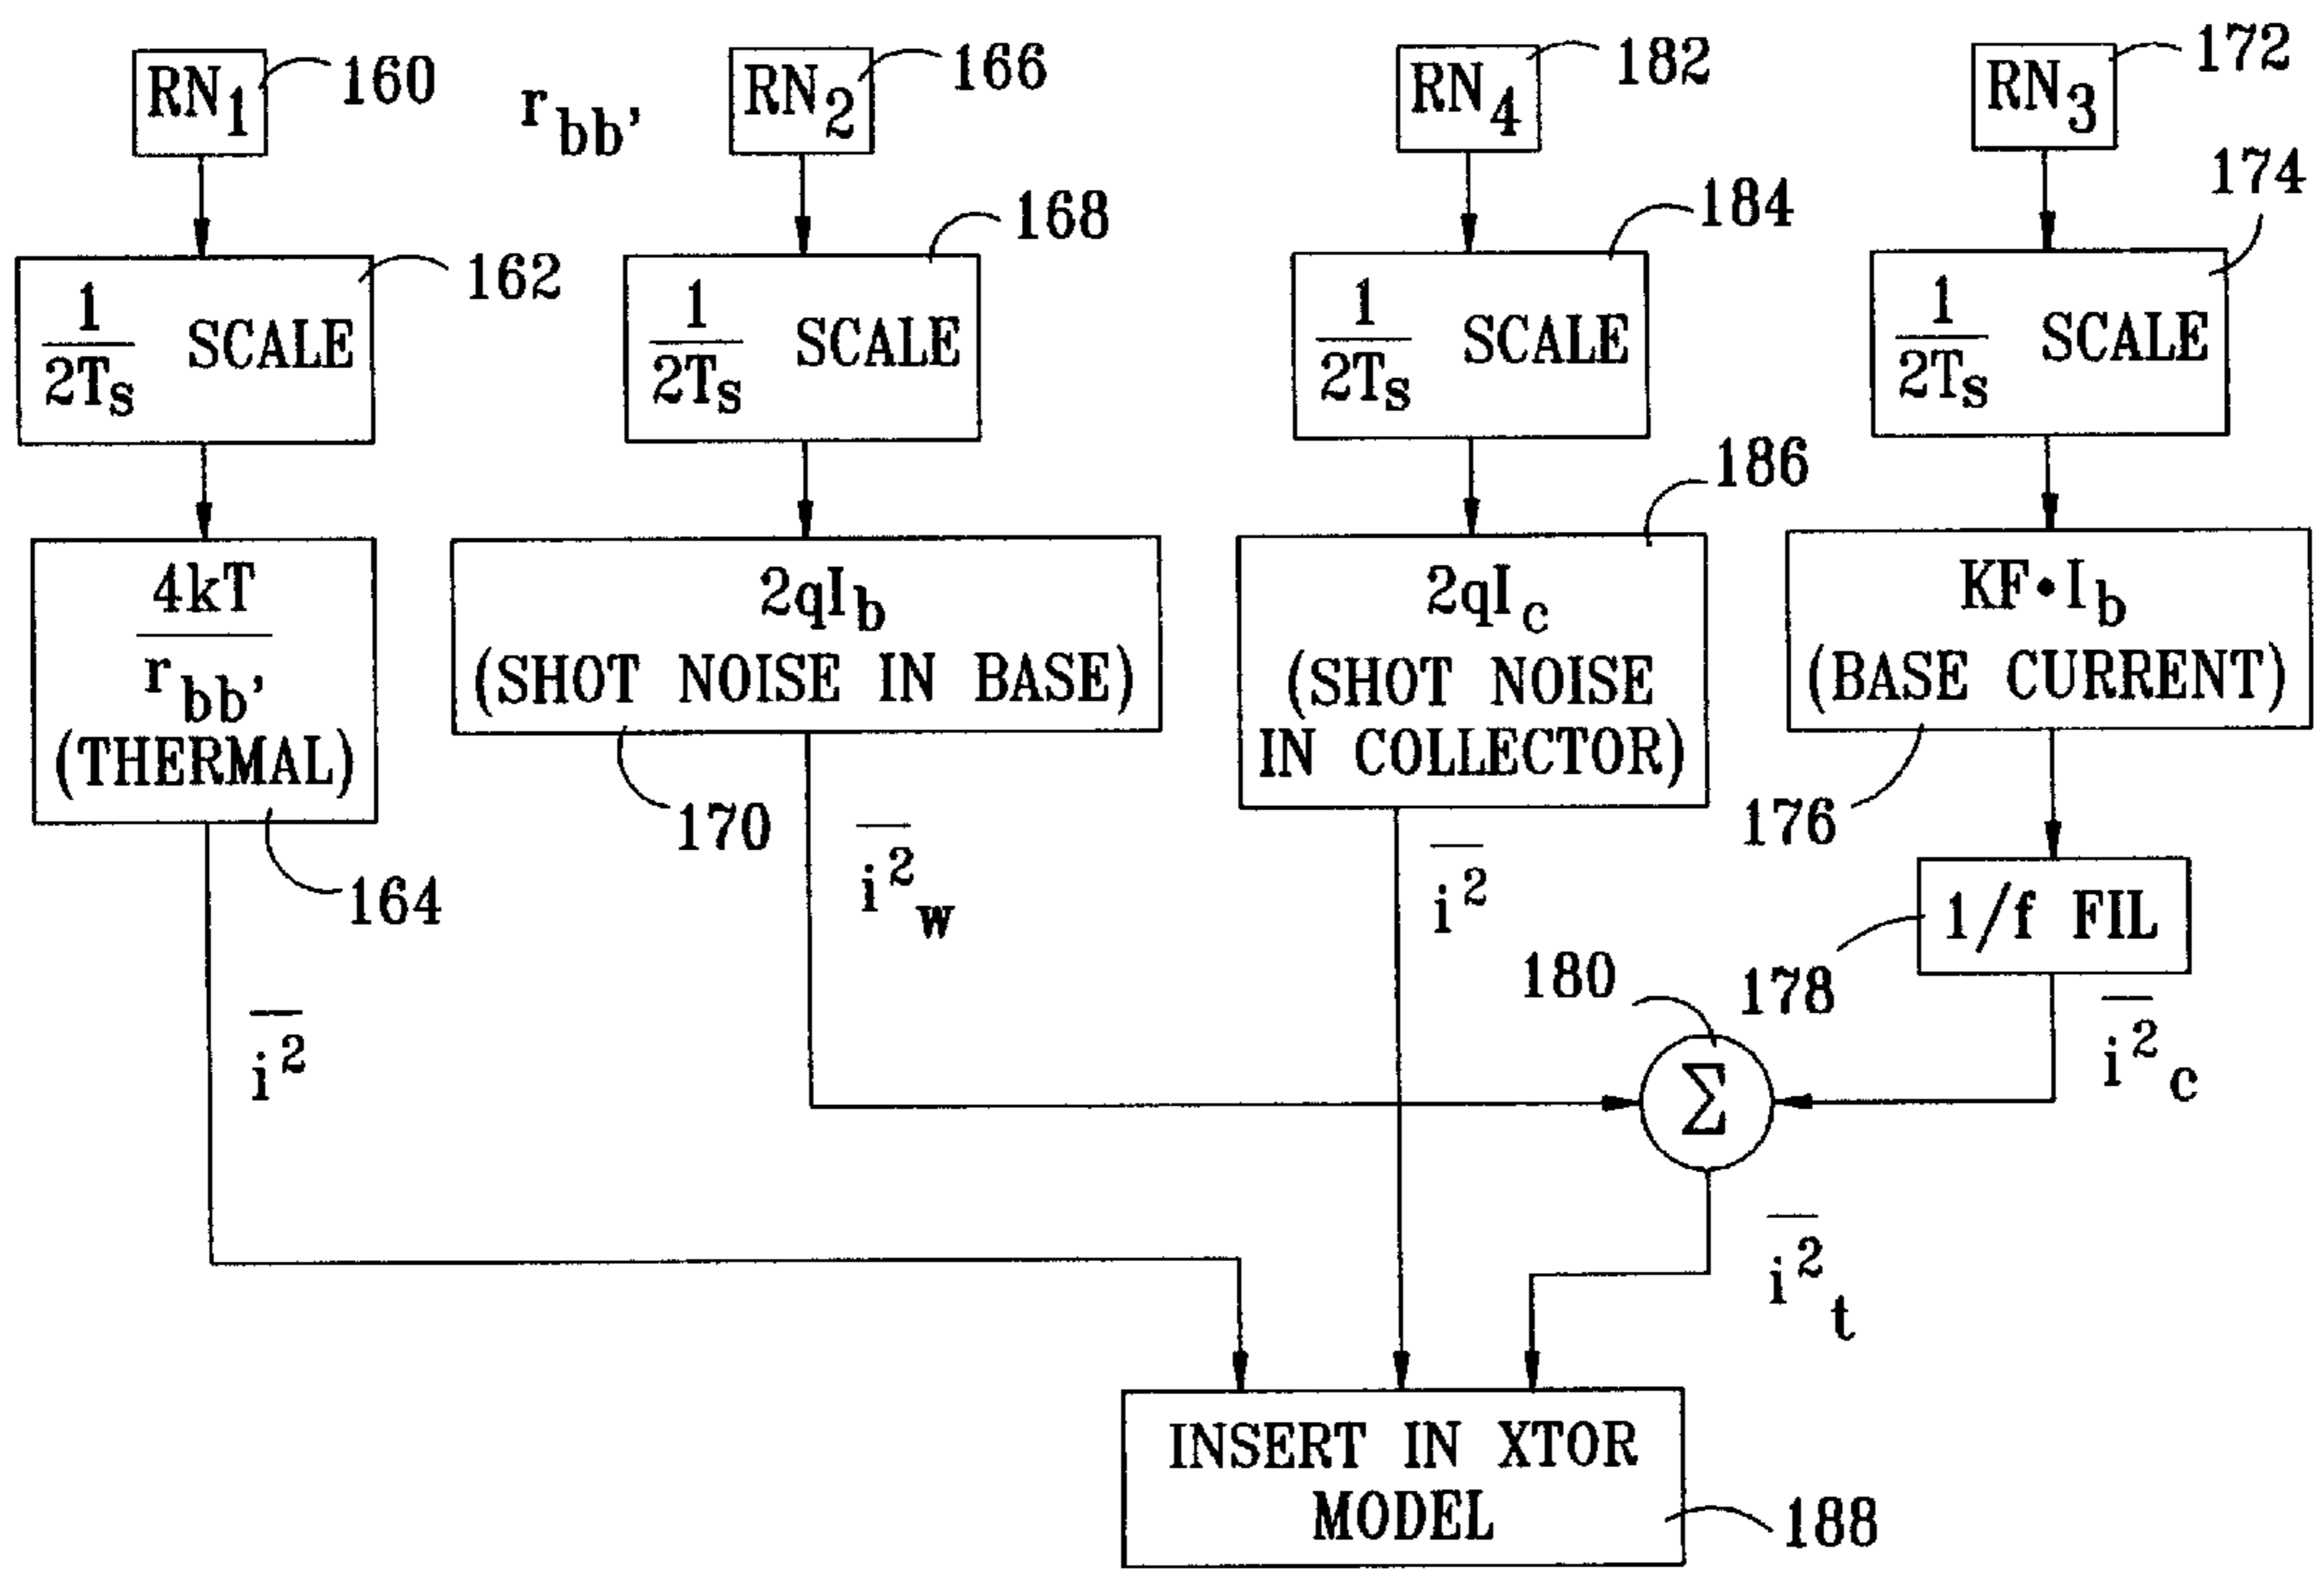 RN1 160
rbb'
RN2 166
RN4 182
RN3 172
1/2Ts SCALE 162
1/2Ts SCALE 168
1/2Ts SCALE 184
1/2Ts SCALE 174
4kT
rbb'
(THERMAL)
164
2qIb
(SHOT NOISE IN BASE)
170
2qIc
(SHOT NOISE
IN COLLECTOR)
186
KF•Ib
(BASE CURRENT)
176
1/f FIL
178
i²
i²w
i²
i²c
180
Σ
i²t
INSERT IN XTOR
MODEL
188